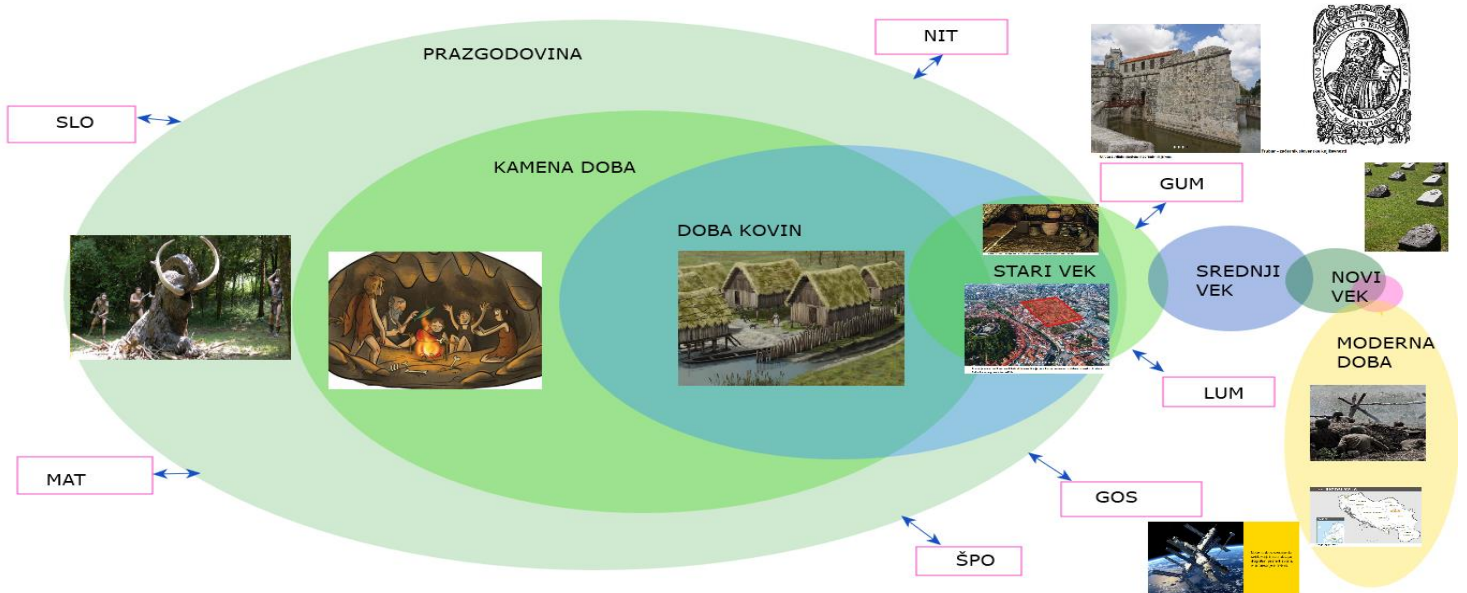 PRAZGODOVINA
NIT
SLO
KAMENA DOBA
GUM
DOBA KOVIN
STARI VEK
SREDNJI
VEK
NOVI
VEK
MODERNA
DOBA
LUM
MAT
GOS
ŠPO